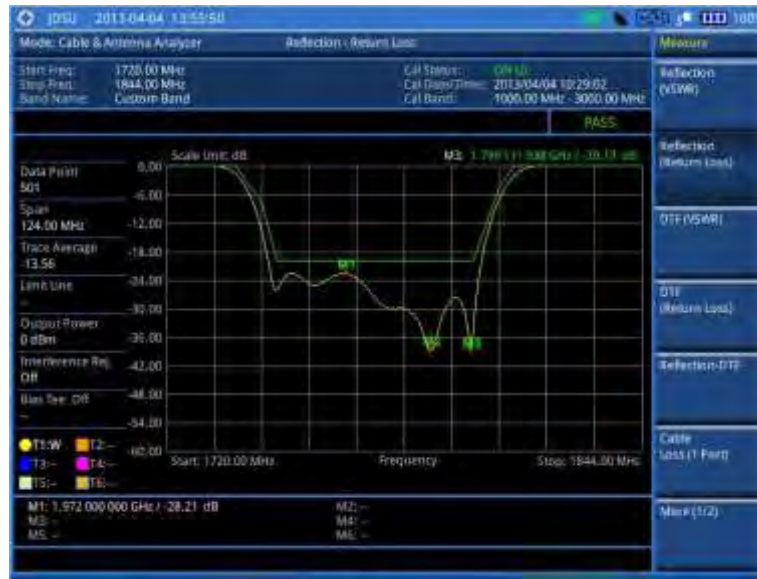 JDSU 2013-04-04 13:55:50
100%
Mode: Cable & Antenna Analyzer Reflection - Return Loss
Measure
Start Freq: 1720.00 MHz
Stop Freq: 1844.00 MHz
Band Name: Custom Band
Cal Status:
Cal Date/Time: 2013/04/04 10:29:02
Cal Band: 1000.00 MHz - 3000.00 MHz
PASS
Reflection
(VSWR)
Reflection
(Return Loss)
DTF (VSWR)
DTF
(Return Loss)
Reflection-DTF
Cable
Loss (1 Port)
More (1/2)
Data Point
501
Span
124.00 MHz
Trace Average
-13.56
Limit Line
--
Output Power
0 dBm
Interference Rej.
Off
Bias Tee: Off
--
T1:W T2:--
T3:-- T4:--
T5:-- T6:--
Scale Unit: dB
M3:
0.00
-6.00
-12.00
-18.00
-24.00
-30.00
-36.00
-42.00
-48.00
-54.00
-60.00
M1
M3
Start: 1720.00 MHz Frequency Stop: 1844.00 MHz
M1: 1.972 000 000 GHz / -28.21 dB M2: --
M3: -- M4: --
M5: -- M6: --